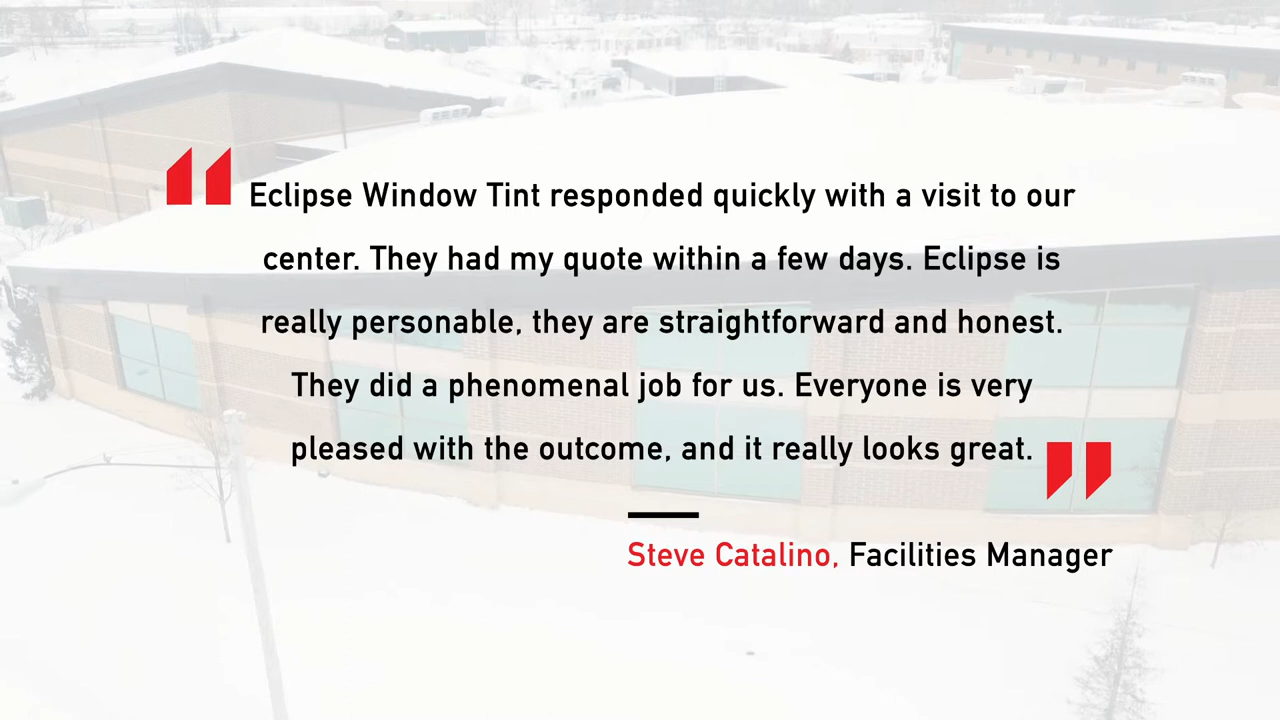 “Eclipse Window Tint responded quickly with a visit to our
center. They had my quote within a few days. Eclipse is
really personable, they are straightforward and honest.
They did a phenomenal job for us. Everyone is very
pleased with the outcome, and it really looks great.”
Steve Catalino, Facilities Manager